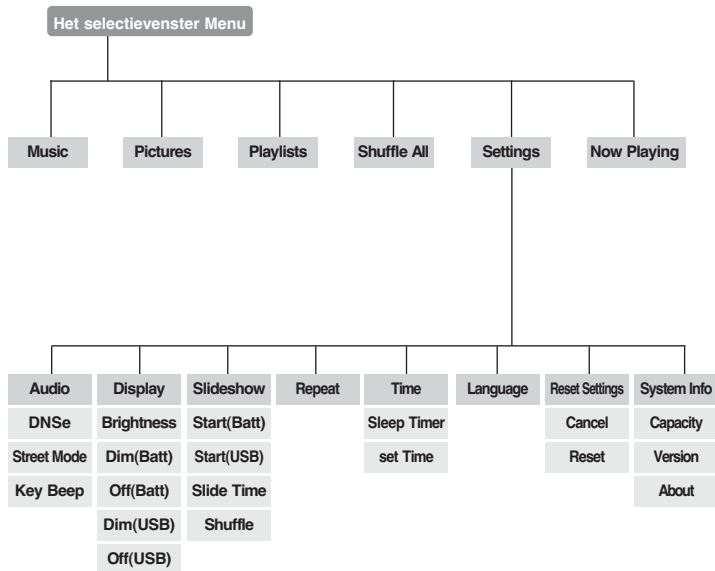 Het selectievenster Menu
Music Pictures Playlists Shuffle All Settings Now Playing
Audio Display Slideshow Repeat Time Language Reset Settings System Info
DNSe Brightness Start(Batt) Sleep Timer Cancel Capacity
Street Mode Dim(Batt) Start(USB) set Time Reset Version
Key Beep Off(Batt) Slide Time About
Dim(USB) Shuffle
Off(USB)